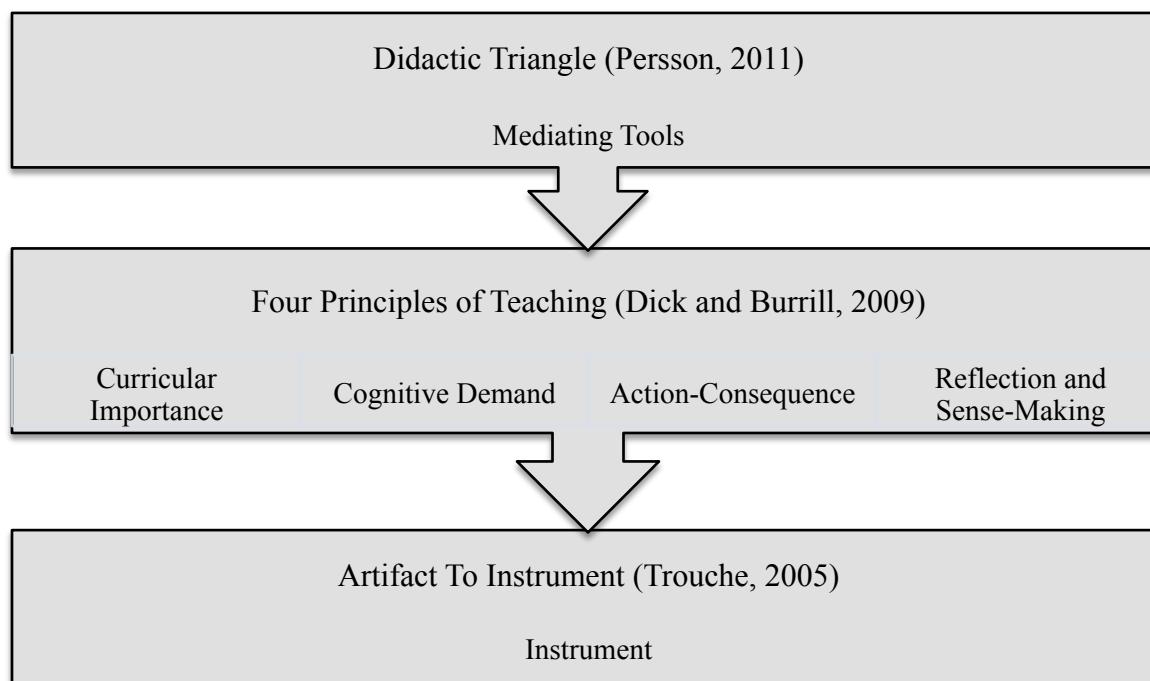 Didactic Triangle (Persson, 2011)
Mediating Tools
Four Principles of Teaching (Dick and Burrill, 2009)
Curricular
Importance
Cognitive Demand
Action-Consequence
Reflection and
Sense-Making
Artifact To Instrument (Trouche, 2005)
Instrument